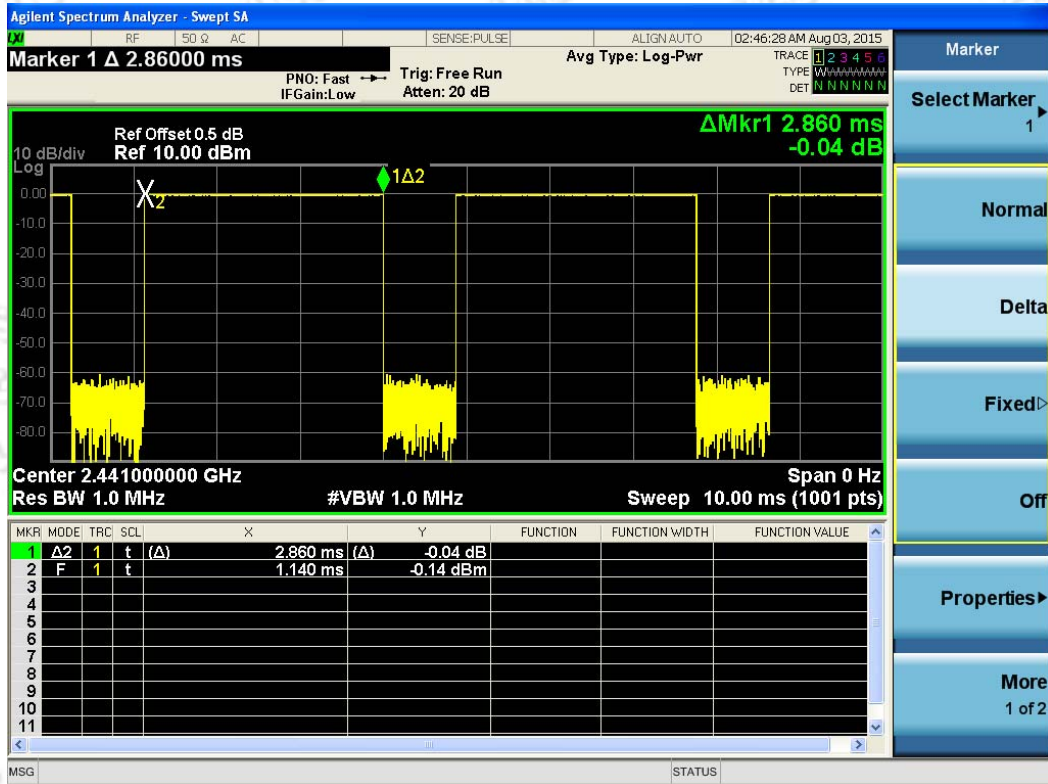 Agilent Spectrum Analyzer - Swept SA
LXI RF 50 Ω AC SENSE:PULSE ALIGN AUTO 02:46:28 AM Aug 03, 2015
Marker 1 Δ 2.86000 ms
PNO: Fast
IFGain:Low
Trig: Free Run
Atten: 20 dB
Avg Type: Log-Pwr
TRACE 1 2 3 4 5 6
TYPE WWWWWW
DET N N N N N N
10 dB/div
Log
Ref Offset 0.5 dB
Ref 10.00 dBm
ΔMkr1 2.860 ms
-0.04 dB
0.00
-10.0
-20.0
-30.0
-40.0
-50.0
-60.0
-70.0
-80.0
X2
1Δ2
Center 2.441000000 GHz Span 0 Hz
Res BW 1.0 MHz #VBW 1.0 MHz Sweep 10.00 ms (1001 pts)
MKR MODE TRC SCL X Y FUNCTION FUNCTION WIDTH FUNCTION VALUE
1 Δ2 1 t (Δ) 2.860 ms (Δ) -0.04 dB
2 F 1 t 1.140 ms -0.14 dBm
3
4
5
6
7
8
9
10
11
MSG STATUS
Marker
Select Marker
1
Normal
Delta
Fixed
Off
Properties
More
1 of 2